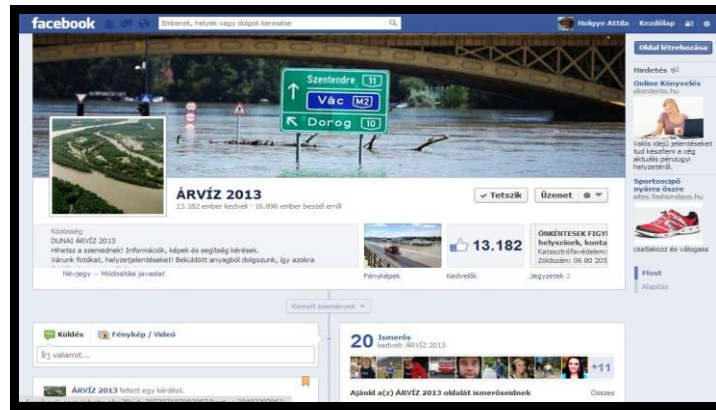 facebook
Emberek, helyek vagy dolgok keresése
Holgye Attila Kezdőlap
Szentendre 11
Vác M2
Dorog 10
ÁRVÍZ 2013
13.182 ember kedveli · 16.896 ember beszél erről
✓ Tetszik
Üzenet
Közösség
DUNAI ÁRVÍZ 2013
Hihetsz a szemednek! Információk, képek és segítség kérések.
Várunk fotókat, helyzetjelentéseket! Beküldött anyagból dolgozunk, így azokra
Névjegy – Módosítási javaslat
Fényképek
13.182
Kedvelők
ÖNKÉNTESEK FIGY
helyszínek, konta
Katasztrófavédelem:
Zöldszám: 06 80 205
Jegyzetek 2
Kiemelt események
Küldés
Fénykép / Videó
Írj valamit...
ÁRVÍZ 2013 feltett egy kérdést.
20 Ismerős
kedveli: ÁRVÍZ 2013
+11
Ajánld a(z) ÁRVÍZ 2013 oldalát ismerőseidnek
Összes
Oldal létrehozása
Hirdetés
Online Könyvelés
ekontento.hu
Valós idejű jelentéseket
tud készíteni a cég
aktuális pénzügyi
helyzetéről.
Sportoscipő
nyárra őszre
sites.fashiondays.hu
csatlakozz és válogass
Most
Alapítás